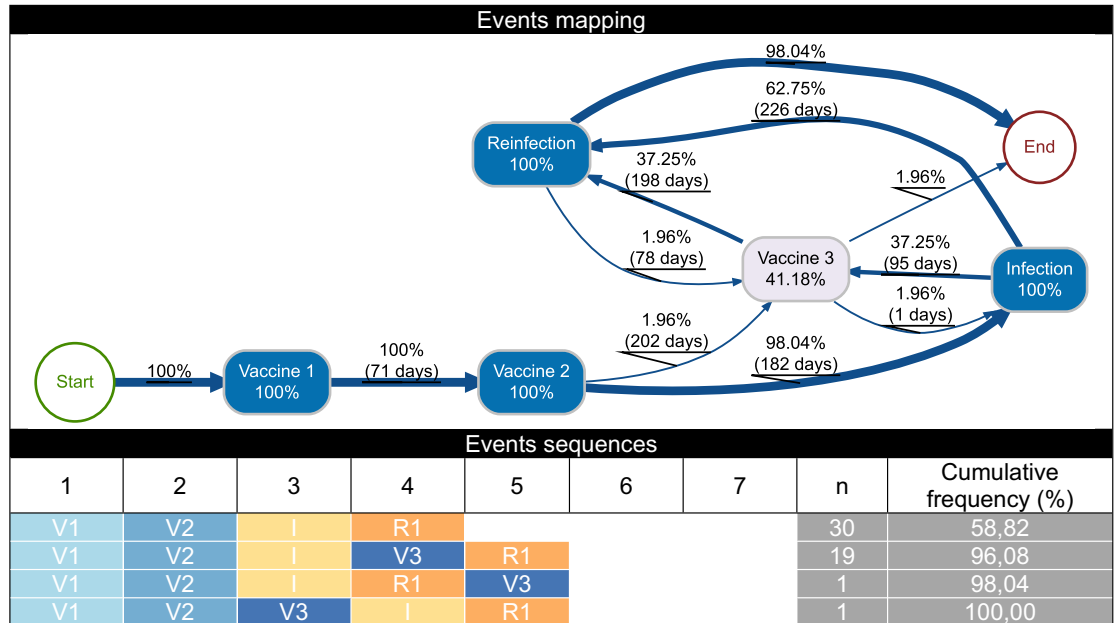 Events mapping
98.04%
62.75%
(226 days)
Reinfection
100%
End
37.25%
(198 days)
1.96%
1.96%
(78 days)
Vaccine 3
41.18%
37.25%
(95 days)
Infection
100%
1.96%
(1 days)
1.96%
(202 days)
98.04%
(182 days)
Start
100%
Vaccine 1
100%
100%
(71 days)
Vaccine 2
100%
Events sequences
1 2 3 4 5 6 7 n Cumulative
frequency (%)
V1 V2 I R1 30 58,82
V1 V2 I V3 R1 19 96,08
V1 V2 I R1 V3 1 98,04
V1 V2 V3 I R1 1 100,00